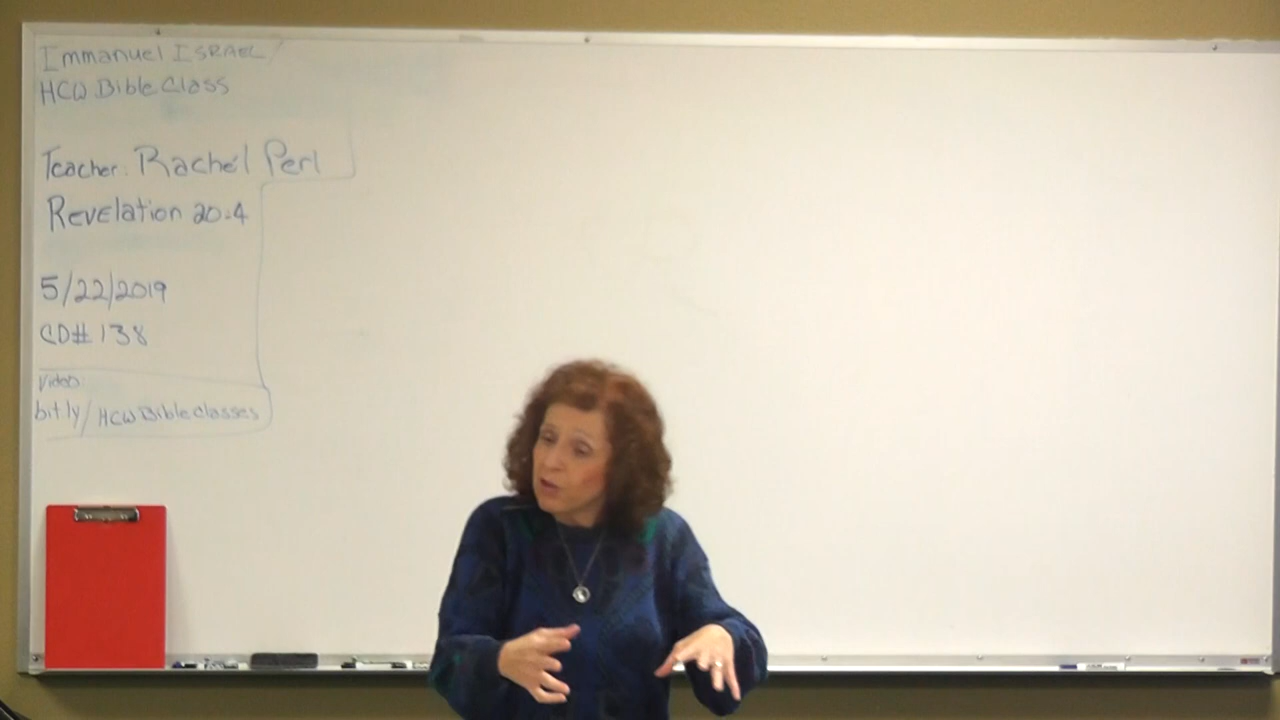 Immanuel ISRAEL/
HCW Bible Class
Teacher: Rachel Perl
Revelation 20:4
5/22/2019
CD# 138
Video:
bit.ly/HCWBibleClasses